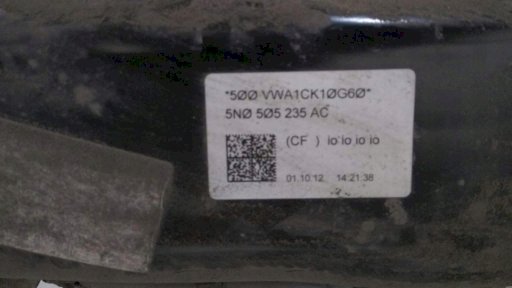 *5ØØ VWA1CK1ØG6Ø*
5NØ 5Ø5 235 AC
(CF ) io io io io
01.10.12 14:21:38